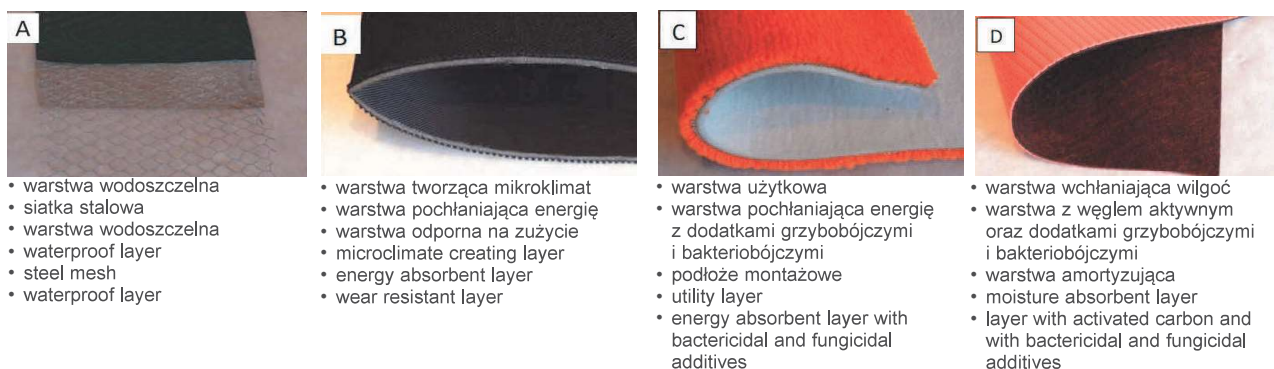 A
• warstwa wodoszczelna
• siatka stalowa
• warstwa wodoszczelna
• waterproof layer
• steel mesh
• waterproof layer
B
• warstwa tworząca mikroklimat
• warstwa pochłaniająca energię
• warstwa odporna na zużycie
• microclimate creating layer
• energy absorbent layer
• wear resistant layer
C
• warstwa użytkowa
• warstwa pochłaniająca energię
z dodatkami grzybobójczymi
i bakteriobójczymi
• podłoże montażowe
• utility layer
• energy absorbent layer with
bactericidal and fungicidal
additives
D
• warstwa wchłaniająca wilgoć
• warstwa z węglem aktywnym
oraz dodatkami grzybobójczymi
i bakteriobójczymi
• warstwa amortyzująca
• moisture absorbent layer
• layer with activated carbon and
with bactericidal and fungicidal
additives